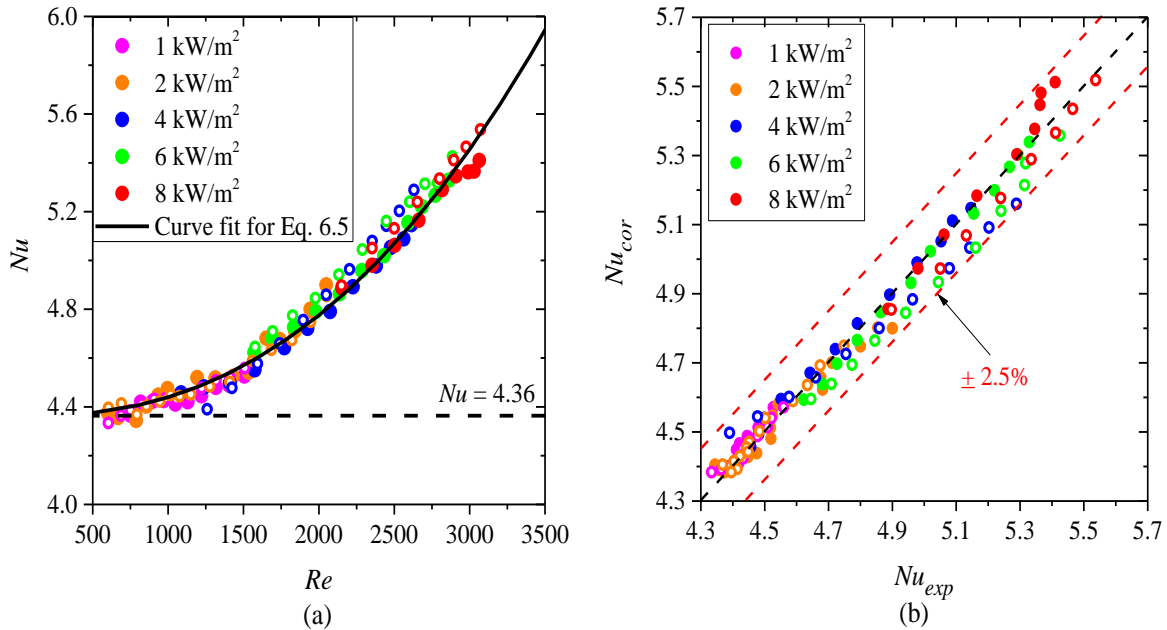 6.0
5.6
5.2
4.8
4.4
4.0
Nu
1 kW/m²
2 kW/m²
4 kW/m²
6 kW/m²
8 kW/m²
Curve fit for Eq. 6.5
Nu = 4.36
500 1000 1500 2000 2500 3000 3500
Re
(a)
5.7
5.5
5.3
5.1
4.9
4.7
4.5
4.3
Nu_cor
1 kW/m²
2 kW/m²
4 kW/m²
6 kW/m²
8 kW/m²
± 2.5%
4.3 4.5 4.7 4.9 5.1 5.3 5.5 5.7
Nu_exp
(b)